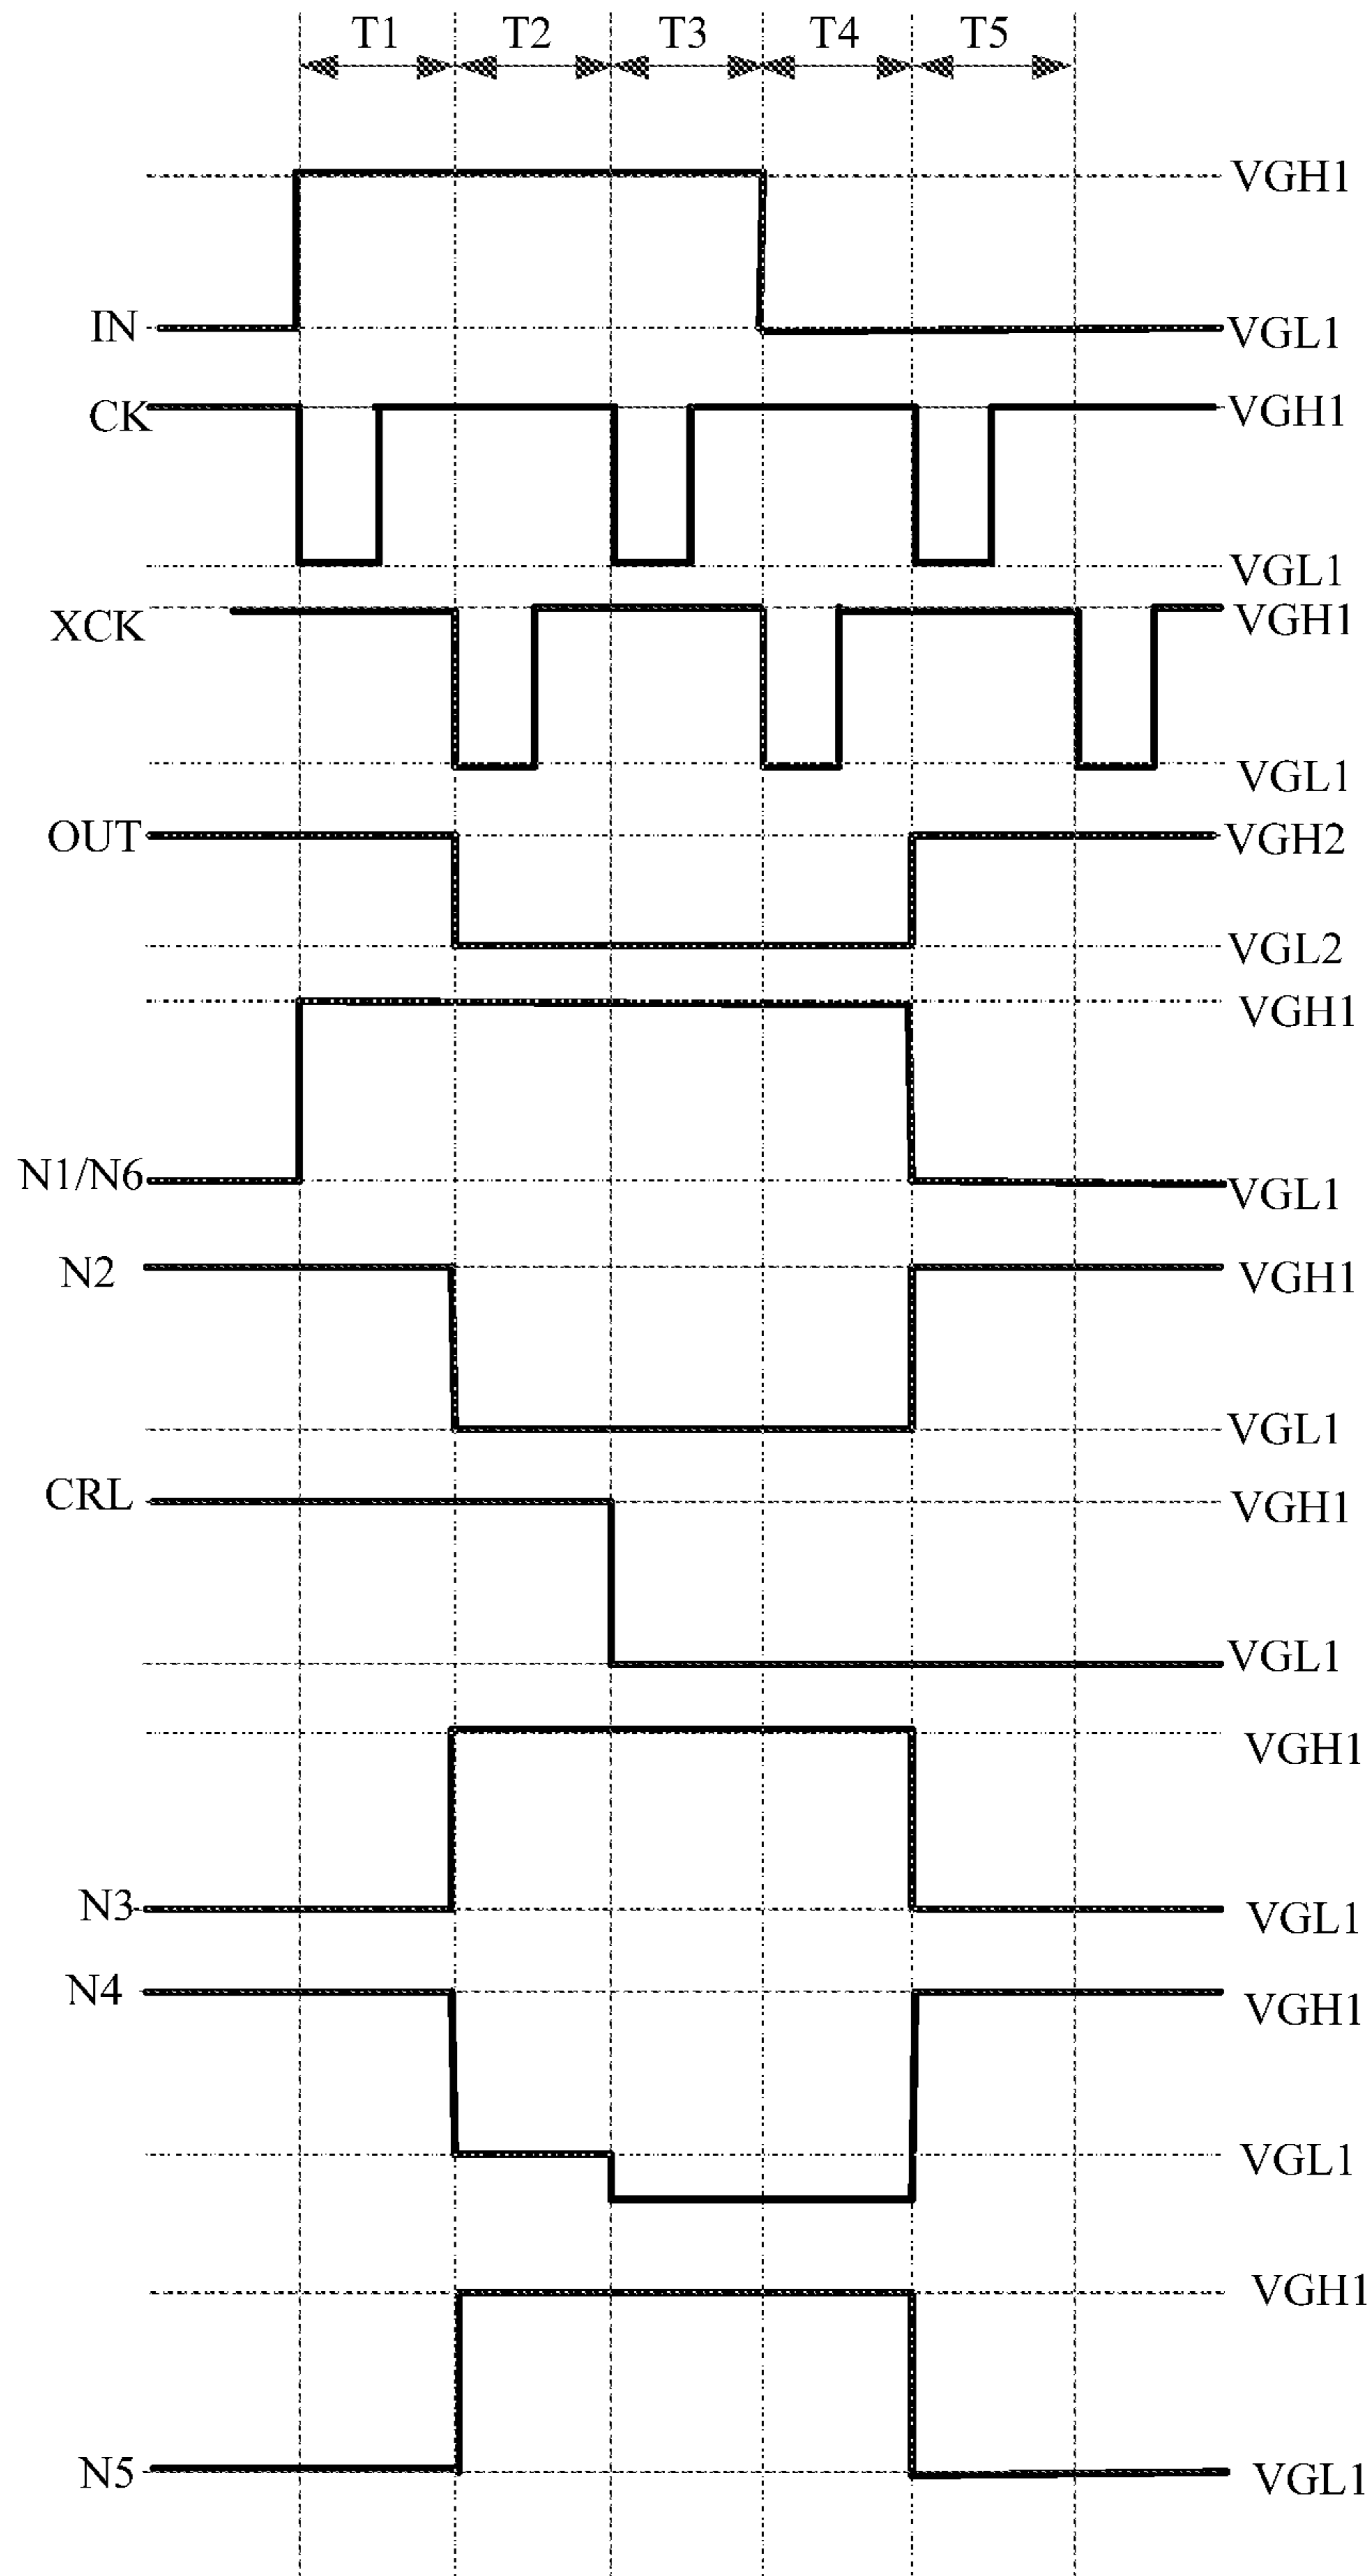 T1 T2 T3 T4 T5
VGH1
IN VGL1
CK VGH1
VGL1
XCK VGH1
VGL1
OUT VGH2
VGL2
VGH1
N1/N6 VGL1
N2 VGH1
VGL1
CRL VGH1
VGL1
VGH1
N3 VGL1
N4 VGH1
VGL1
VGH1
N5 VGL1